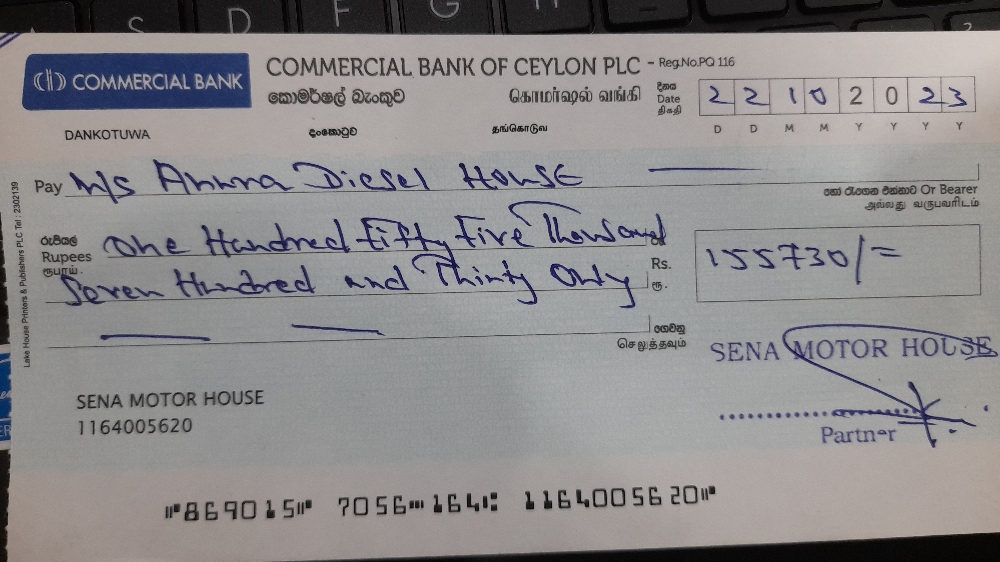 COMMERCIAL BANK
COMMERCIAL BANK OF CEYLON PLC - Reg.No.PQ 116
කොමර්ෂල් බැංකුව
கொமர்ஷல் வங்கி
දිනය
Date
திகதி
2 2 1 0 2 0 2 3
D D M M Y Y Y Y
DANKOTUWA
දංකොටුව
தங்கொடுவ
Pay M/S Anura Diesel House
හෝ රැගෙන එන්නාට Or Bearer
அல்லது வருபவரிடம்
රුපියල්
Rupees
ரூபாய்
One Hundred Fifty Five Thousand
Seven Hundred and Thirty Only
Rs.
ரூ.
155730/=
ගෙවනු
செலுத்தவும்
SENA MOTOR HOUSE
Partner
SENA MOTOR HOUSE
1164005620
Lake House Printers & Publishers PLC Tel : 2302139
⑈869015⑈ 7056⑉164⑆ 1164005620⑈